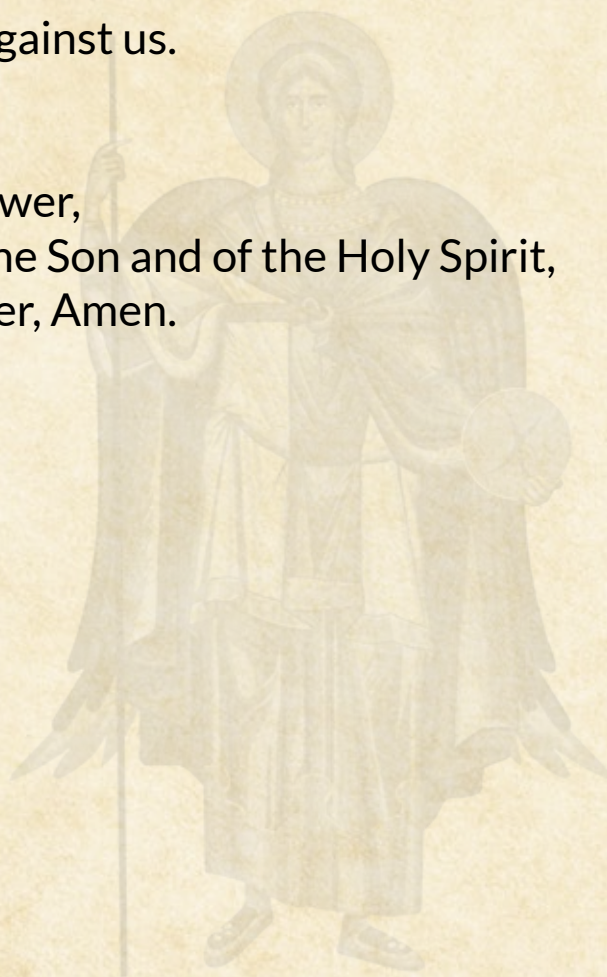 gainst us.
wer,
he Son and of the Holy Spirit,
er, Amen.